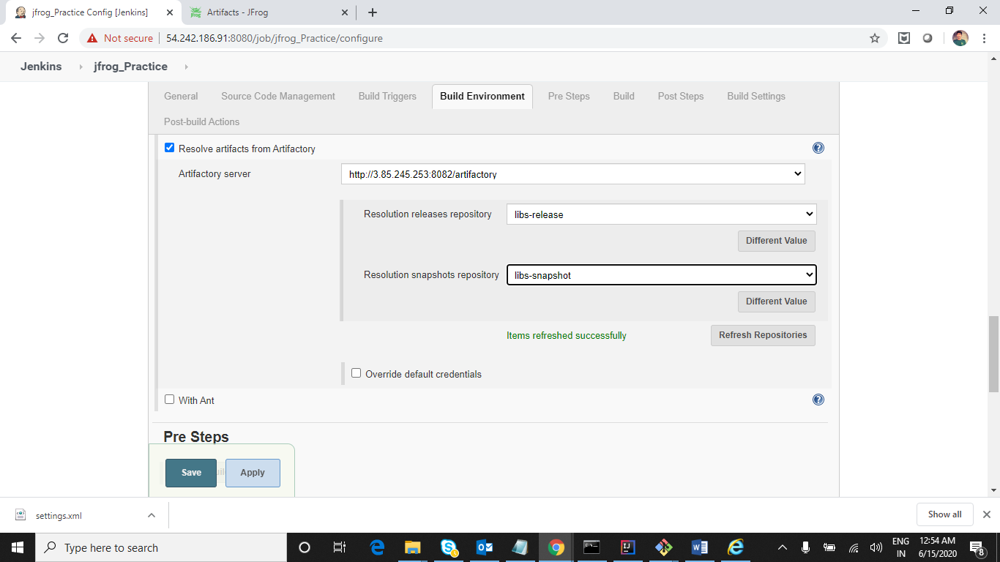 jfrog_Practice Config [Jenkins]
Artifacts - JFrog
Not secure
54.242.186.91:8080/job/jfrog_Practice/configure
Jenkins
jfrog_Practice
General
Source Code Management
Build Triggers
Build Environment
Pre Steps
Build
Post Steps
Build Settings
Post-build Actions
Resolve artifacts from Artifactory
Artifactory server
http://3.85.245.253:8082/artifactory
Resolution releases repository
libs-release
Different Value
Resolution snapshots repository
libs-snapshot
Different Value
Items refreshed successfully
Refresh Repositories
Override default credentials
With Ant
Pre Steps
Save
Apply
settings.xml
Show all
Type here to search
ENG
IN
12:54 AM
6/15/2020
8